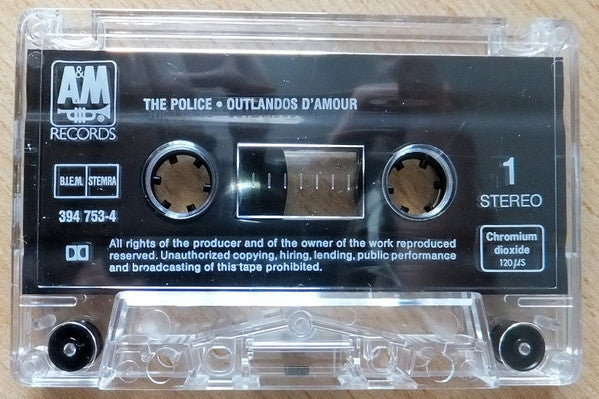 A&M
RECORDS
THE POLICE • OUTLANDOS D'AMOUR
B.I.E.M. STEMRA
394 753-4
1
STEREO
All rights of the producer and of the owner of the work reproduced
reserved. Unauthorized copying, hiring, lending, public performance
and broadcasting of this tape prohibited.
Chromium
dioxide
120µS